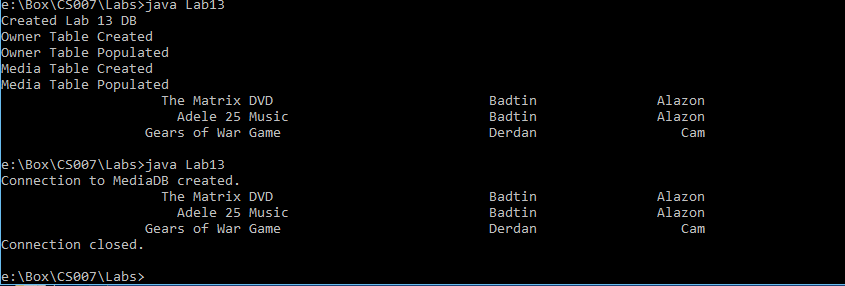 e:\Box\CS007\Labs>java Lab13
Created Lab 13 DB
Owner Table Created
Owner Table Populated
Media Table Created
Media Table Populated
The Matrix DVD Badtin Alazon
Adele 25 Music Badtin Alazon
Gears of War Game Derdan Cam
e:\Box\CS007\Labs>java Lab13
Connection to MediaDB created.
The Matrix DVD Badtin Alazon
Adele 25 Music Badtin Alazon
Gears of War Game Derdan Cam
Connection closed.
e:\Box\CS007\Labs>